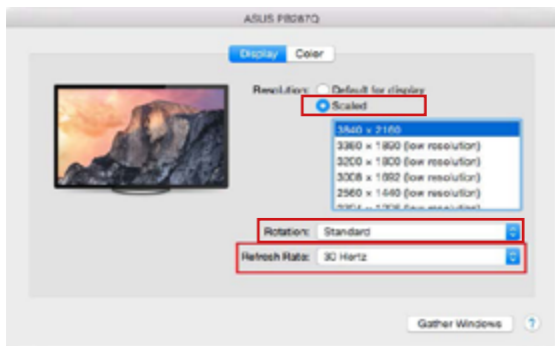 ASUS PB287Q
Display Color
Resolution: Default for display
Scaled
3840 × 2160
3360 × 1890 (low resolution)
3200 × 1800 (low resolution)
3008 × 1692 (low resolution)
2560 × 1440 (low resolution)
Rotation: Standard
Refresh Rate: 30 Hertz
Gather Windows ?